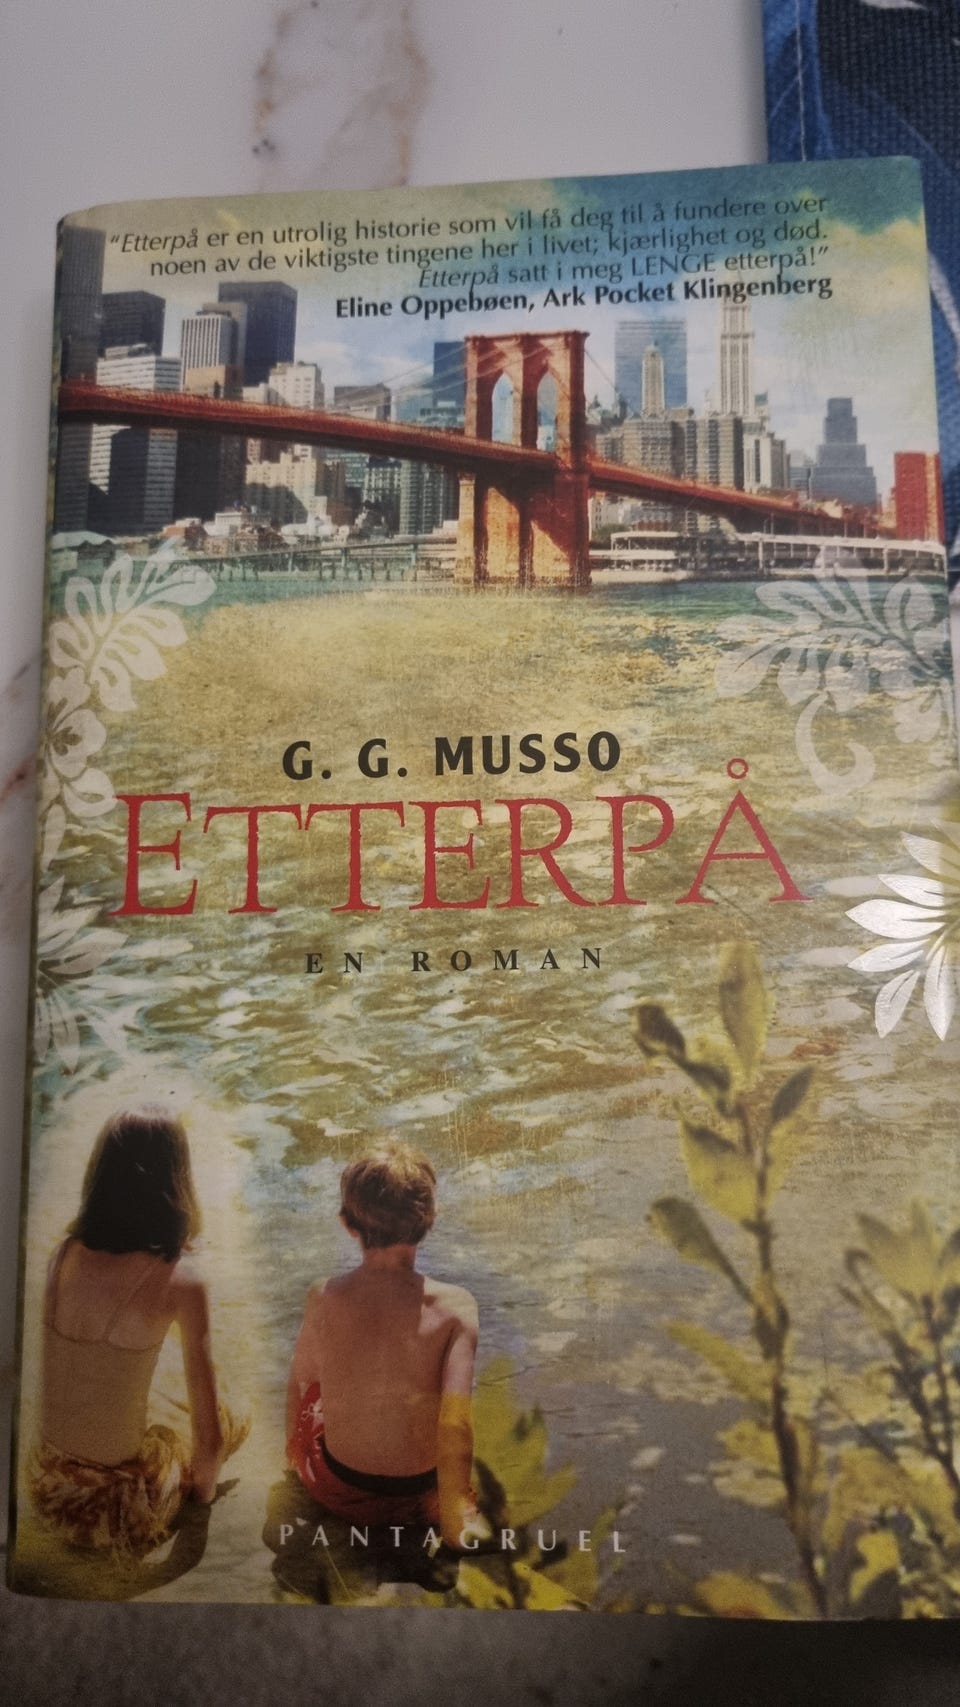 "Etterpå er en utrolig historie som vil få deg til å fundere over
noen av de viktigste tingene her i livet; kjærlighet og død.
Etterpå satt i meg LENGE etterpå!"
Eline Oppebøen, Ark Pocket Klingenberg
G. G. MUSSO
ETTERPÅ
EN ROMAN
PANTAGRUEL